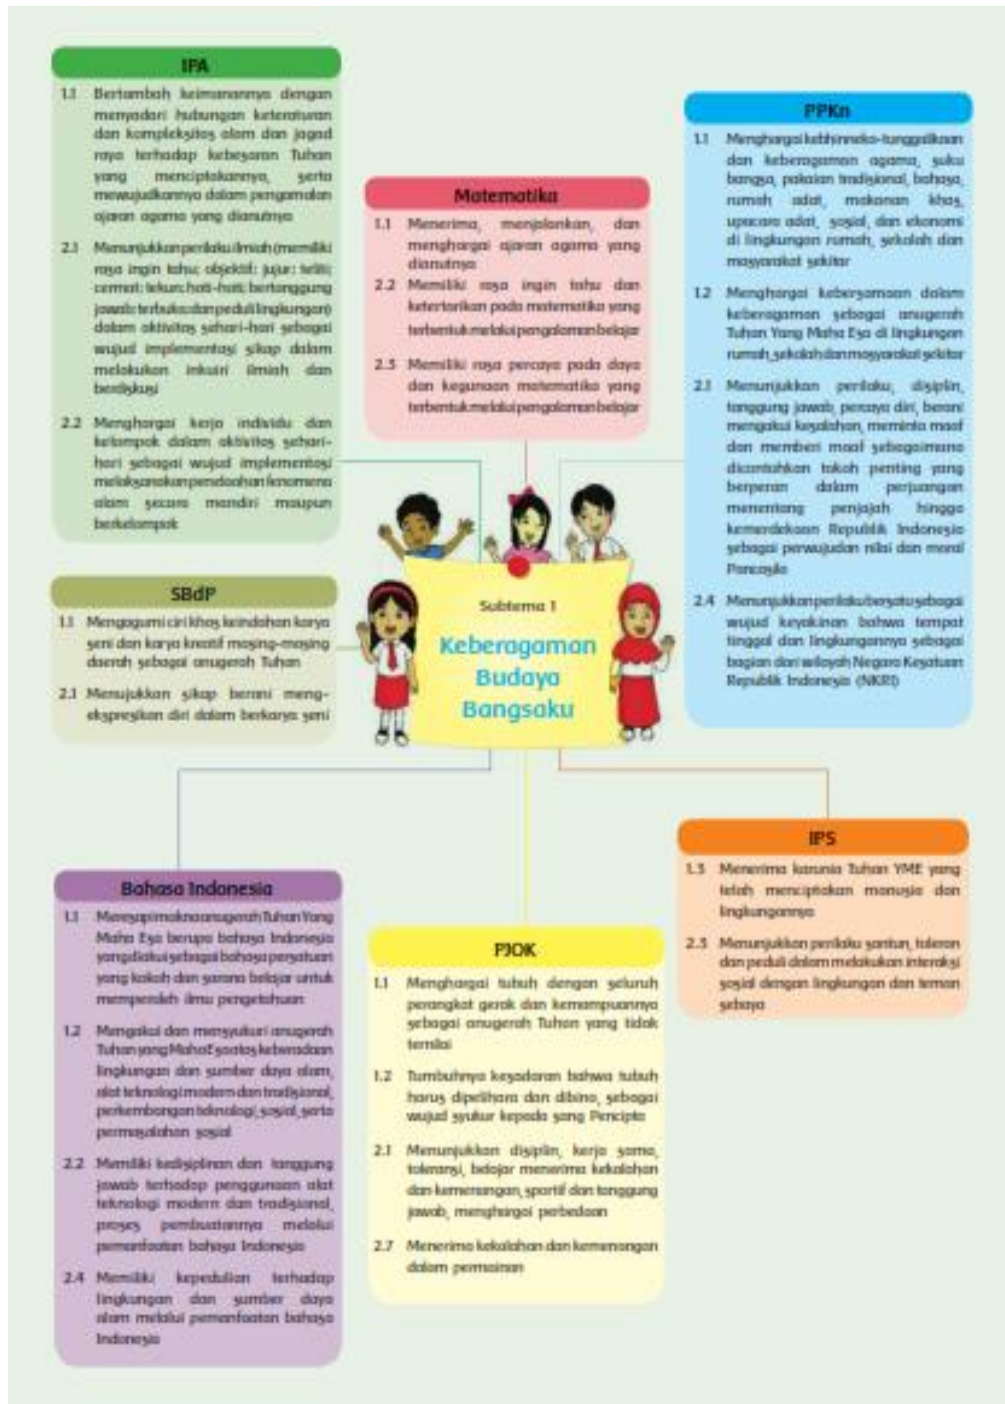 IPA
1.1 Bertambah keimanannya dengan
menyadari hubungan keteraturan
dan kompleksitas alam dan jagad
raya terhadap kebesaran Tuhan
yang menciptakannya, serta
mewujudkannya dalam pengamalan
ajaran agama yang dianutnya
2.1 Menunjukkan perilaku ilmiah (memiliki
rasa ingin tahu; objektif; jujur; teliti;
cermat; tekun; hati-hati; bertanggung
jawab; terbuka; dan peduli lingkungan)
dalam aktivitas sehari-hari sebagai
wujud implementasi sikap dalam
melakukan inkuiri ilmiah dan
berdiskusi
2.2 Menghargai kerja individu dan
kelompok dalam aktivitas sehari-
hari sebagai wujud implementasi
melaksanakan penelaahan fenomena
alam secara mandiri maupun
berkelompok
Matematika
1.1 Menerima, menjalankan, dan
menghargai ajaran agama yang
dianutnya
2.2 Memiliki rasa ingin tahu dan
ketertarikan pada matematika yang
terbentuk melalui pengalaman belajar
2.3 Memiliki rasa percaya pada daya
dan kegunaan matematika yang
terbentuk melalui pengalaman belajar
PPKn
1.1 Menghargai kebhinneka-tunggalikaan
dan keberagaman agama, suku
bangsa, pakaian tradisional, bahasa,
rumah adat, makanan khas,
upacara adat, sosial, dan ekonomi
di lingkungan rumah, sekolah dan
masyarakat sekitar
1.2 Menghargai kebersamaan dalam
keberagaman sebagai anugerah
Tuhan Yang Maha Esa di lingkungan
rumah, sekolah dan masyarakat sekitar
2.1 Menunjukkan perilaku, disiplin,
tanggung jawab, percaya diri, berani
mengakui kesalahan, meminta maaf
dan memberi maaf sebagaimana
dicontohkan tokoh penting yang
berperan dalam perjuangan
menentang penjajah hingga
kemerdekaan Republik Indonesia
sebagai perwujudan nilai dan moral
Pancasila
2.4 Menunjukkan perilaku bersatu sebagai
wujud keyakinan bahwa tempat
tinggal dan lingkungannya sebagai
bagian dari wilayah Negara Kesatuan
Republik Indonesia (NKRI)
SBdP
1.1 Mengagumi ciri khas keindahan karya
seni dan karya kreatif masing-masing
daerah sebagai anugerah Tuhan
2.1 Menujukkan sikap berani meng-
ekspresikan diri dalam berkarya seni
Subtema 1
Keberagaman
Budaya
Bangsaku
Bahasa Indonesia
1.1 Meresapi makna anugerah Tuhan Yang
Maha Esa berupa bahasa Indonesia
yang diakui sebagai bahasa persatuan
yang kokoh dan sarana belajar untuk
memperoleh ilmu pengetahuan
1.2 Mengakui dan mensyukuri anugerah
Tuhan yang Maha Esa atas keberadaan
lingkungan dan sumber daya alam,
alat teknologi modern dan tradisional,
perkembangan teknologi, sosial, serta
permasalahan sosial
2.2 Memiliki kedisiplinan dan tanggung
jawab terhadap penggunaan alat
teknologi modern dan tradisional,
proses pembuatannya melalui
pemanfaatan bahasa Indonesia
2.4 Memiliki kepedulian terhadap
lingkungan dan sumber daya
alam melalui pemanfaatan bahasa
Indonesia
PJOK
1.1 Menghargai tubuh dengan seluruh
perangkat gerak dan kemampuannya
sebagai anugerah Tuhan yang tidak
ternilai
1.2 Tumbuhnya kesadaran bahwa tubuh
harus dipelihara dan dibina, sebagai
wujud syukur kepada sang Pencipta
2.1 Menunjukkan disiplin, kerja sama,
toleransi, belajar menerima kekalahan
dan kemenangan, sportif dan tanggung
jawab, menghargai perbedaan
2.7 Menerima kekalahan dan kemenangan
dalam permainan
IPS
1.3 Menerima karunia Tuhan YME yang
telah menciptakan manusia dan
lingkungannya
2.3 Menunjukkan perilaku santun, toleran
dan peduli dalam melakukan interaksi
sosial dengan lingkungan dan teman
sebaya